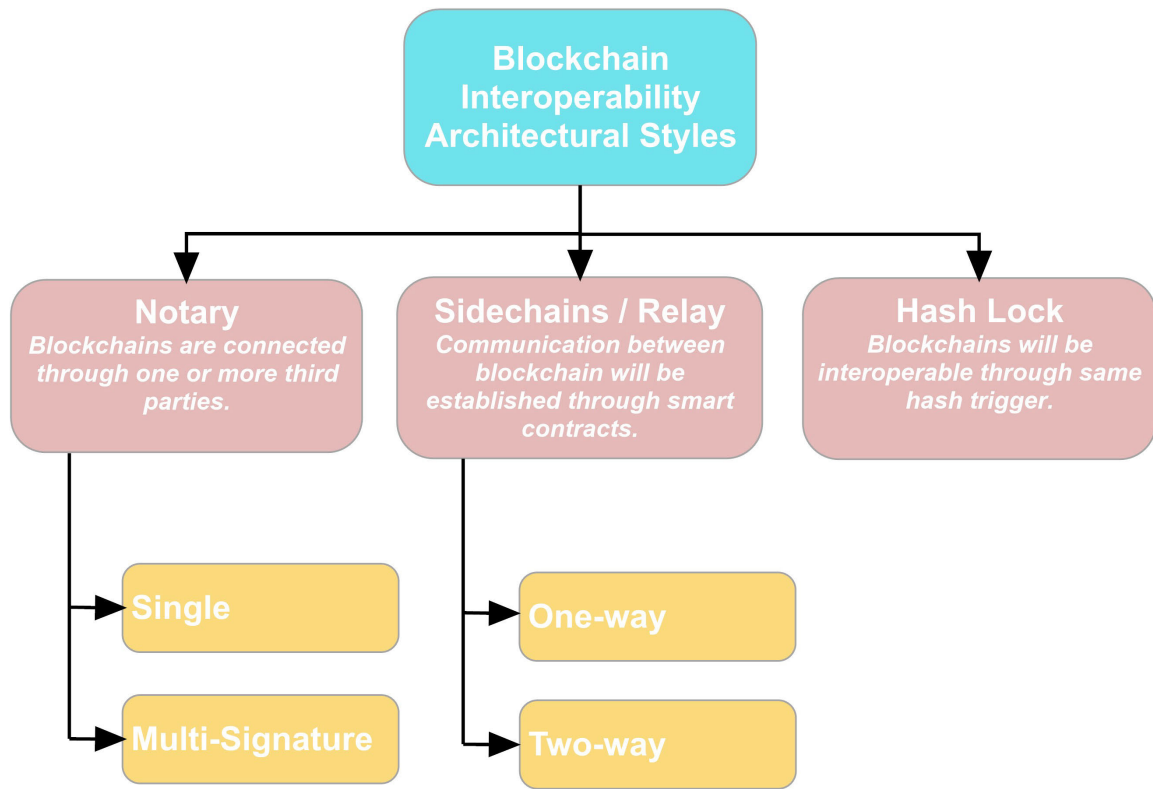 Blockchain
Interoperability
Architectural Styles
Notary
Blockchains are connected
through one or more third
parties.
Sidechains / Relay
Communication between
blockchain will be
established through smart
contracts.
Hash Lock
Blockchains will be
interoperable through same
hash trigger.
Single
Multi-Signature
One-way
Two-way